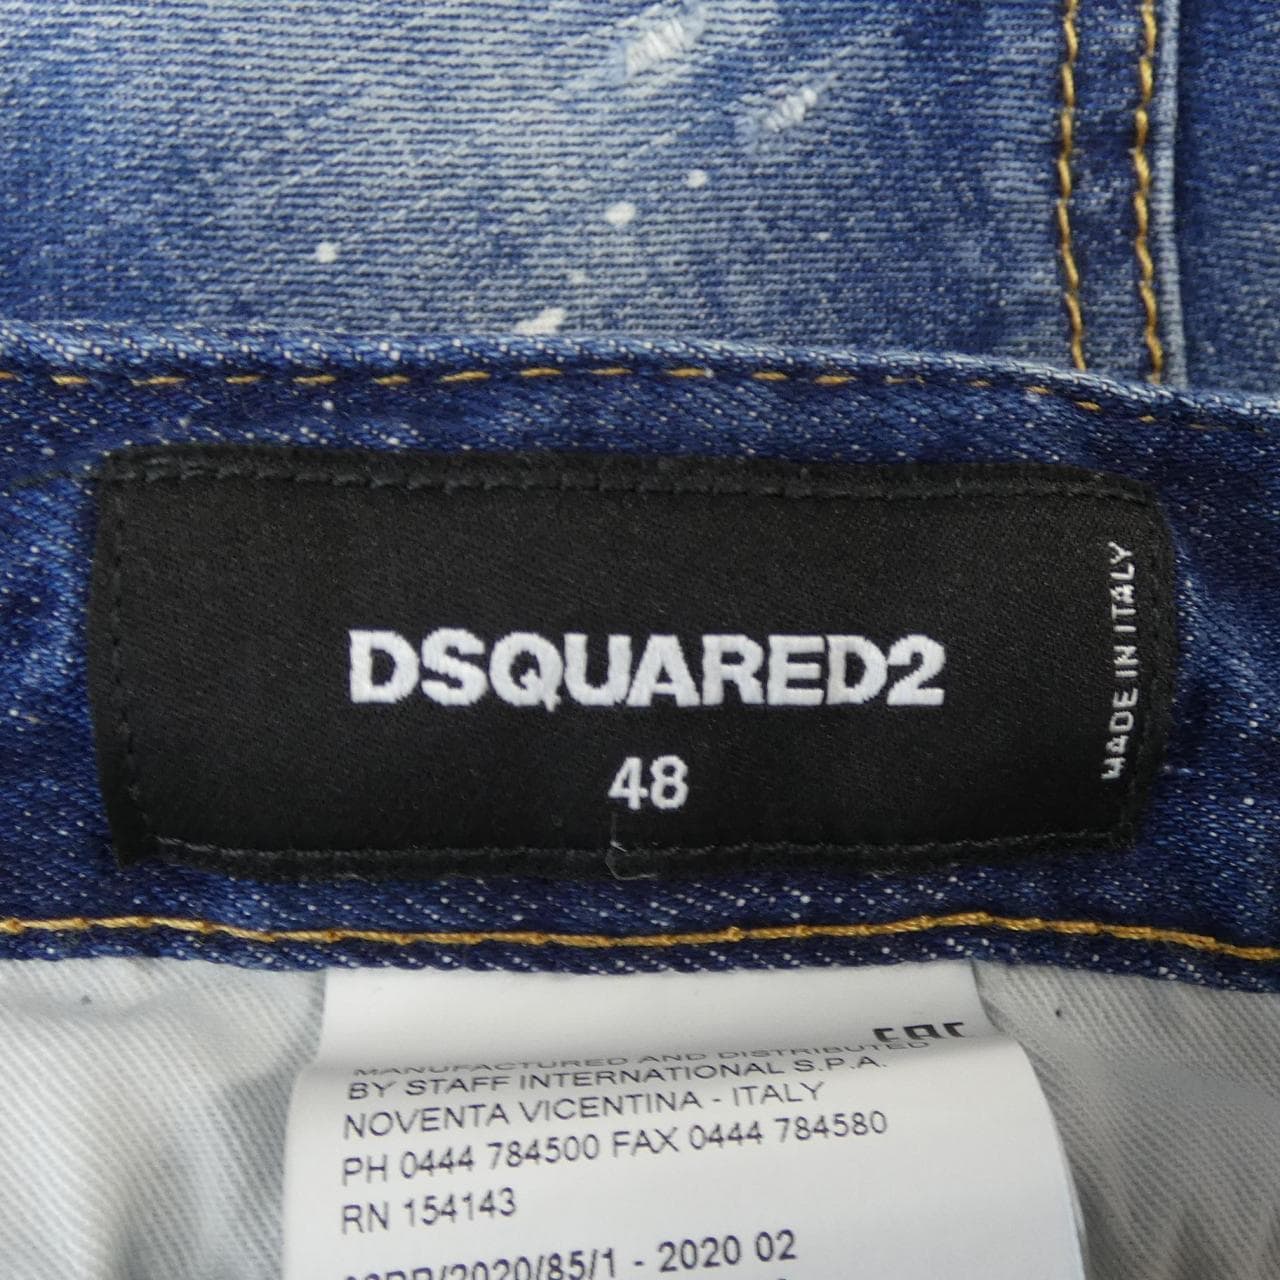 DSQUARED2
48
MADE IN ITALY
EAC
MANUFACTURED AND DISTRIBUTED
BY STAFF INTERNATIONAL S.P.A.
NOVENTA VICENTINA - ITALY
PH 0444 784500 FAX 0444 784580
RN 154143
/2020/85/1 - 2020 02